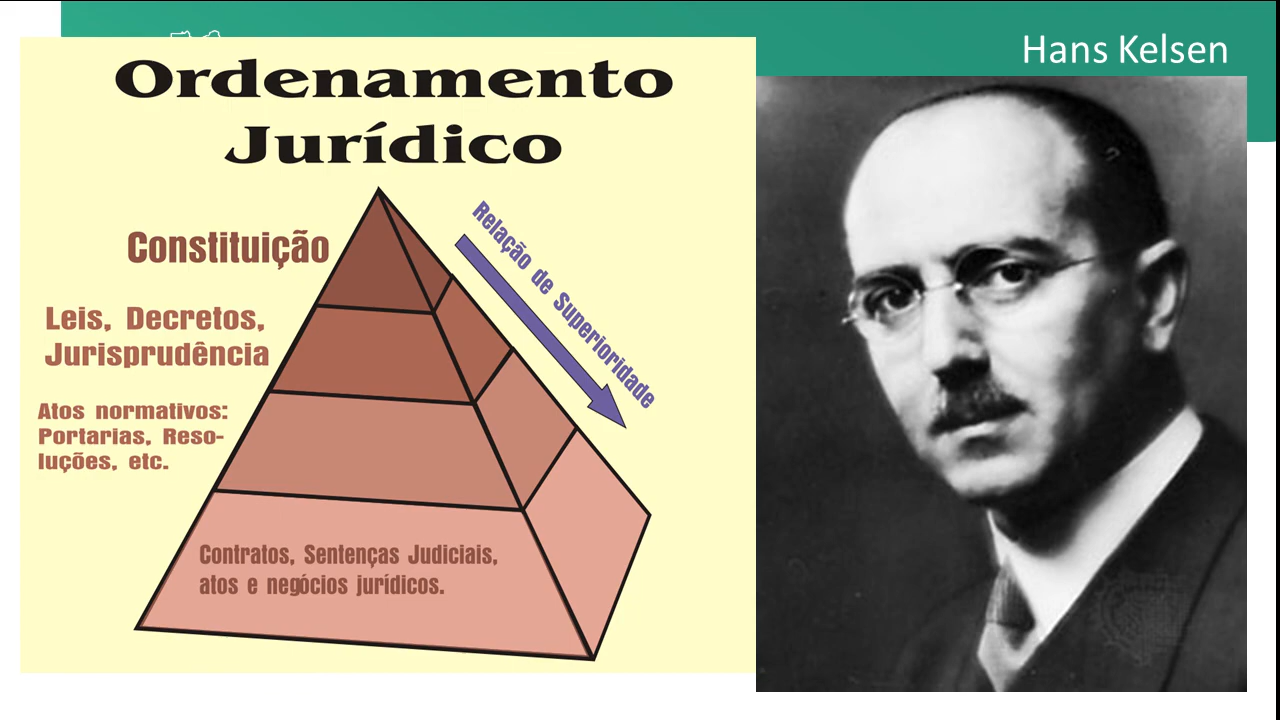 Hans Kelsen
Ordenamento
Jurídico
Constituição
Relação de Superioridade
Leis, Decretos,
Jurisprudência
Atos normativos:
Portarias, Reso-
luções, etc.
Contratos, Sentenças Judiciais,
atos e negócios jurídicos.